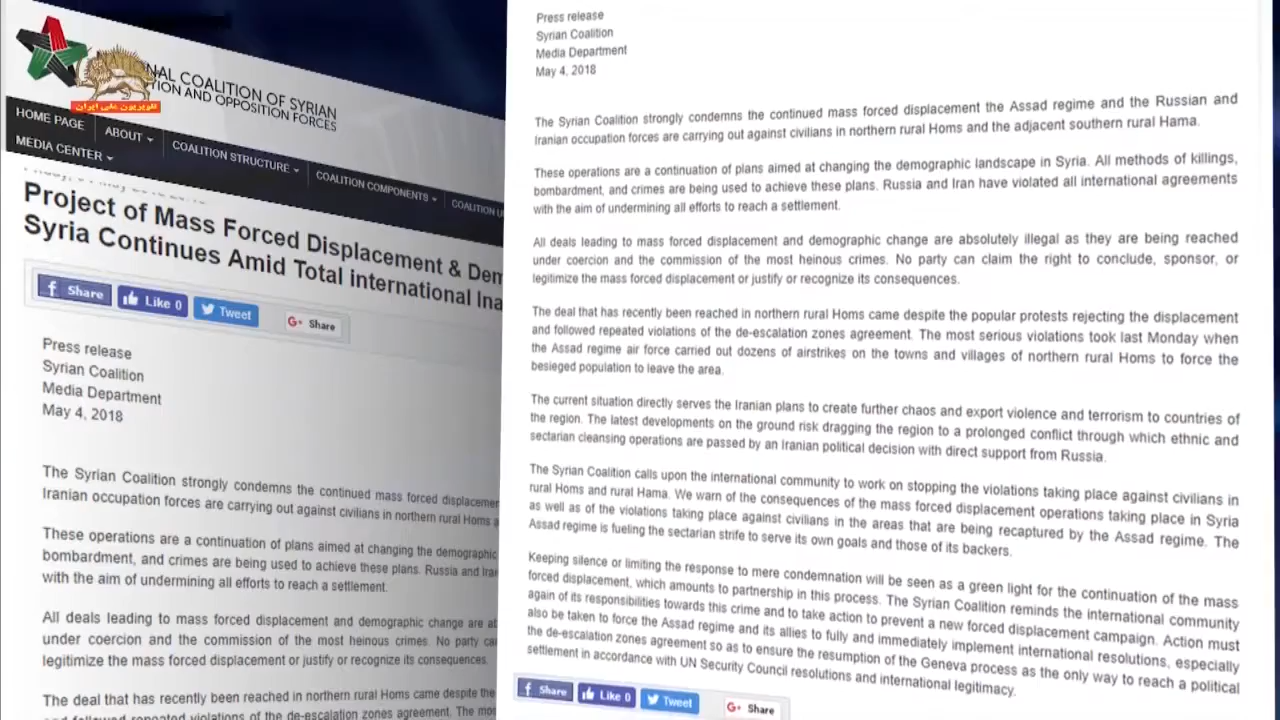 NAL COALITION OF SYRIAN
TION AND OPPOSITION FORCES
تلویزیون ملی ایران
HOME PAGE
ABOUT
COALITION STRUCTURE
COALITION COMPONENTS
COALITION
MEDIA CENTER
Project of Mass Forced Displacement & Dem
Syria Continues Amid Total International Ina
Share
Like 0
Tweet
G+ Share
Press release
Syrian Coalition
Media Department
May 4, 2018
The Syrian Coalition strongly condemns the continued mass forced displacemen
Iranian occupation forces are carrying out against civilians in northern rural Homs a
These operations are a continuation of plans aimed at changing the demographic
bombardment, and crimes are being used to achieve these plans. Russia and Iran
with the aim of undermining all efforts to reach a settlement.
All deals leading to mass forced displacement and demographic change are ab
under coercion and the commission of the most heinous crimes. No party ca
legitimize the mass forced displacement or justify or recognize its consequences.
The deal that has recently been reached in northern rural Homs came despite the
and followed repeated violations of the de-escalation zones agreement. The mos
Press release
Syrian Coalition
Media Department
May 4, 2018
The Syrian Coalition strongly condemns the continued mass forced displacement the Assad regime and the Russian and
Iranian occupation forces are carrying out against civilians in northern rural Homs and the adjacent southern rural Hama.
These operations are a continuation of plans aimed at changing the demographic landscape in Syria. All methods of killings,
bombardment, and crimes are being used to achieve these plans. Russia and Iran have violated all international agreements
with the aim of undermining all efforts to reach a settlement.
All deals leading to mass forced displacement and demographic change are absolutely illegal as they are being reached
under coercion and the commission of the most heinous crimes. No party can claim the right to conclude, sponsor, or
legitimize the mass forced displacement or justify or recognize its consequences.
The deal that has recently been reached in northern rural Homs came despite the popular protests rejecting the displacement
and followed repeated violations of the de-escalation zones agreement. The most serious violations took last Monday when
the Assad regime air force carried out dozens of airstrikes on the towns and villages of northern rural Homs to force the
besieged population to leave the area.
The current situation directly serves the Iranian plans to create further chaos and export violence and terrorism to countries of
the region. The latest developments on the ground risk dragging the region to a prolonged conflict through which ethnic and
sectarian cleansing operations are passed by an Iranian political decision with direct support from Russia.
The Syrian Coalition calls upon the international community to work on stopping the violations taking place against civilians in
rural Homs and rural Hama. We warn of the consequences of the mass forced displacement operations taking place in Syria
as well as of the violations taking place against civilians in the areas that are being recaptured by the Assad regime. The
Assad regime is fueling the sectarian strife to serve its own goals and those of its backers.
Keeping silence or limiting the response to mere condemnation will be seen as a green light for the continuation of the mass
forced displacement, which amounts to partnership in this process. The Syrian Coalition reminds the international community
again of its responsibilities towards this crime and to take action to prevent a new forced displacement campaign. Action must
also be taken to force the Assad regime and its allies to fully and immediately implement international resolutions, especially
the de-escalation zones agreement so as to ensure the resumption of the Geneva process as the only way to reach a political
settlement in accordance with UN Security Council resolutions and international legitimacy.
Share
Like 0
Tweet
G+ Share